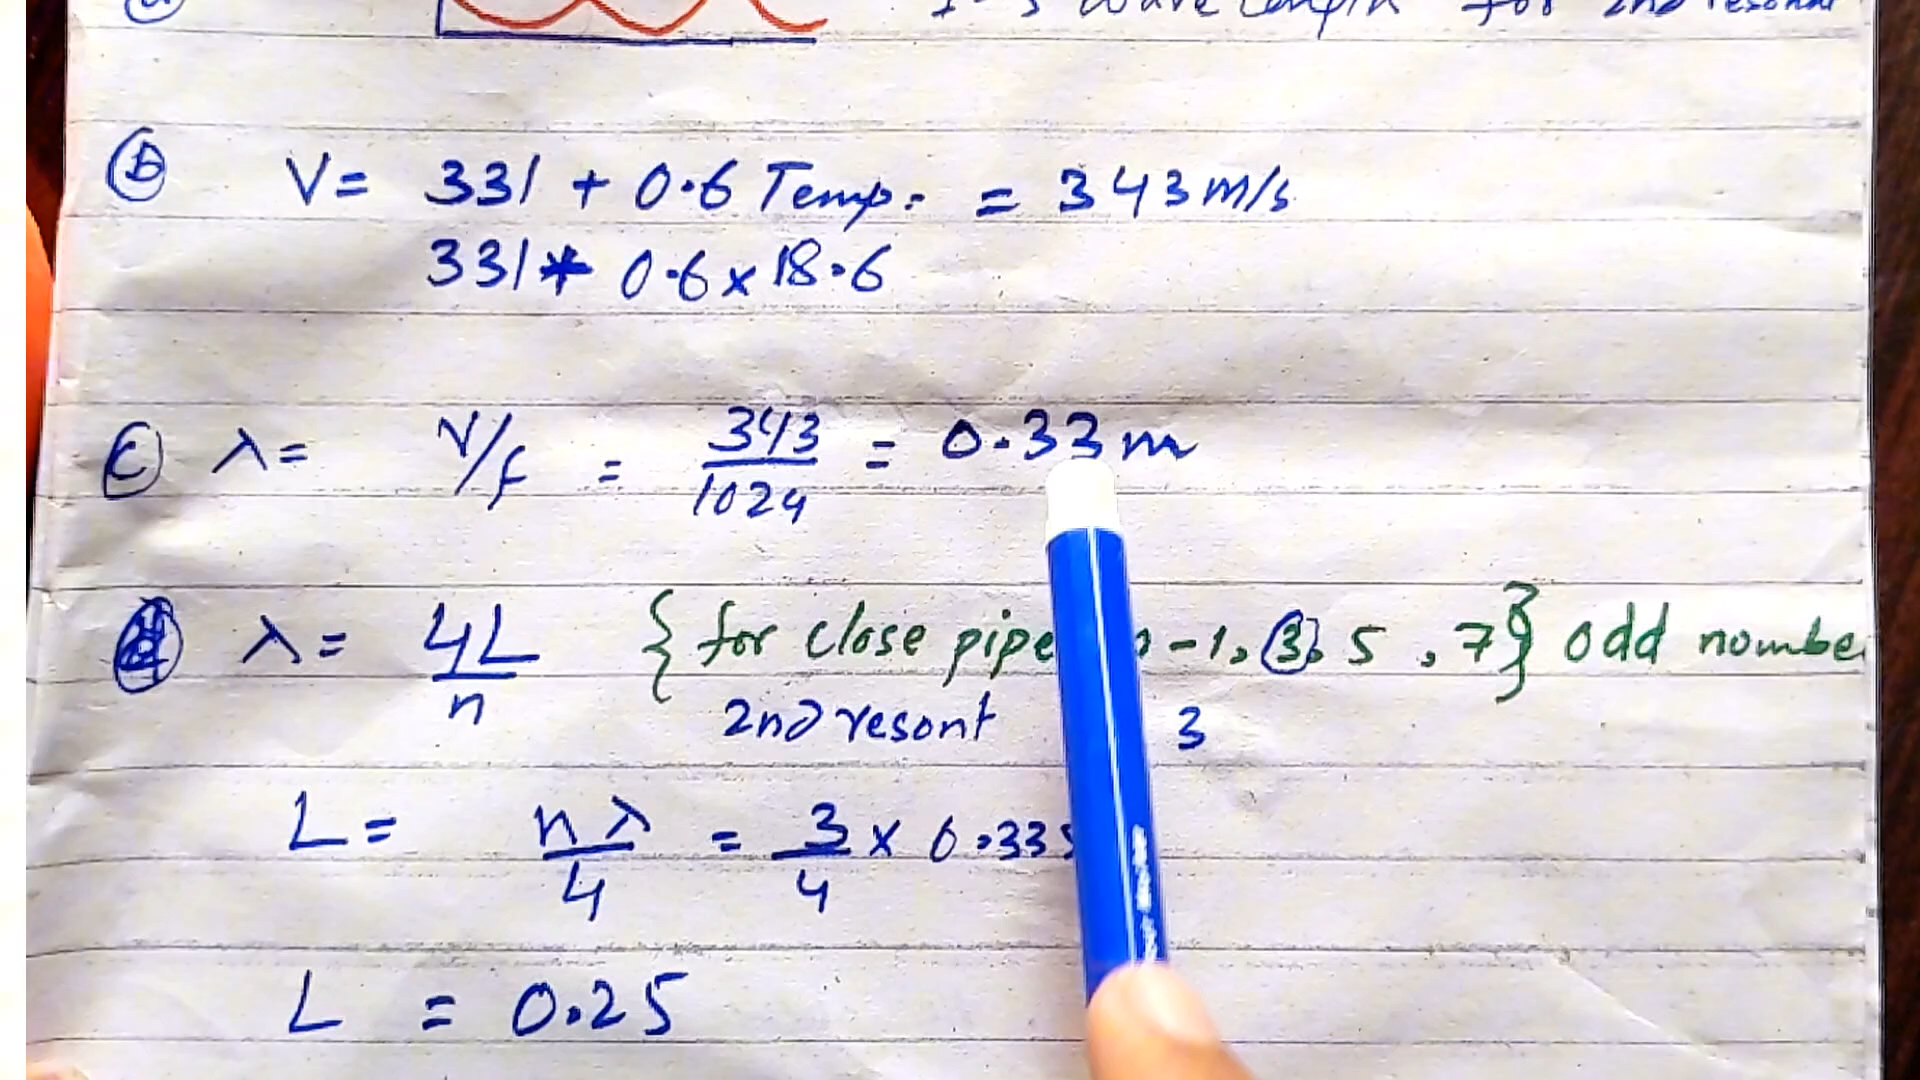 V = 331 + 0.6 Temp. = 343 m/s
331 * 0.6 x 18.6
C λ = V/f = 343/1024 = 0.33 m
λ = 4L/n { for close pipe - 1, 3, 5, 7 } odd
2nd resont 3
L = nλ/4 = 3/4 x 0.33
L = 0.25